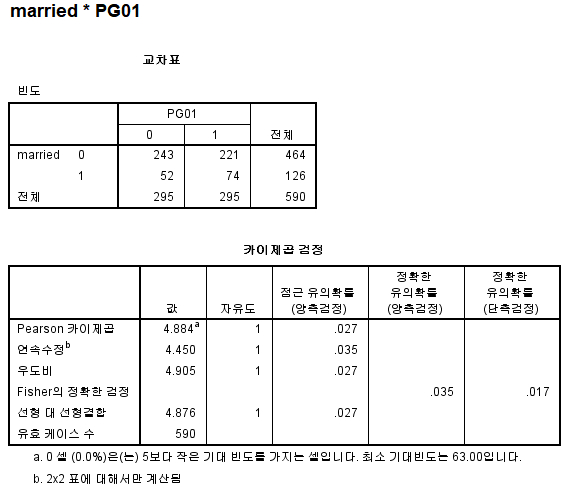 married * PG01
교차표
빈도
PG01
0 1 전체
married 0 243 221 464
1 52 74 126
전체 295 295 590
카이제곱 검정
값 자유도 점근 유의확률 (양측검정) 정확한 유의확률 (양측검정) 정확한 유의확률 (단측검정)
Pearson 카이제곱 4.884a 1 .027
연속수정b 4.450 1 .035
우도비 4.905 1 .027
Fisher의 정확한 검정 .035 .017
선형 대 선형결합 4.876 1 .027
유효 케이스 수 590
a. 0 셀 (0.0%)은(는) 5보다 작은 기대 빈도를 가지는 셀입니다. 최소 기대빈도는 63.00입니다.
b. 2x2 표에 대해서만 계산됨